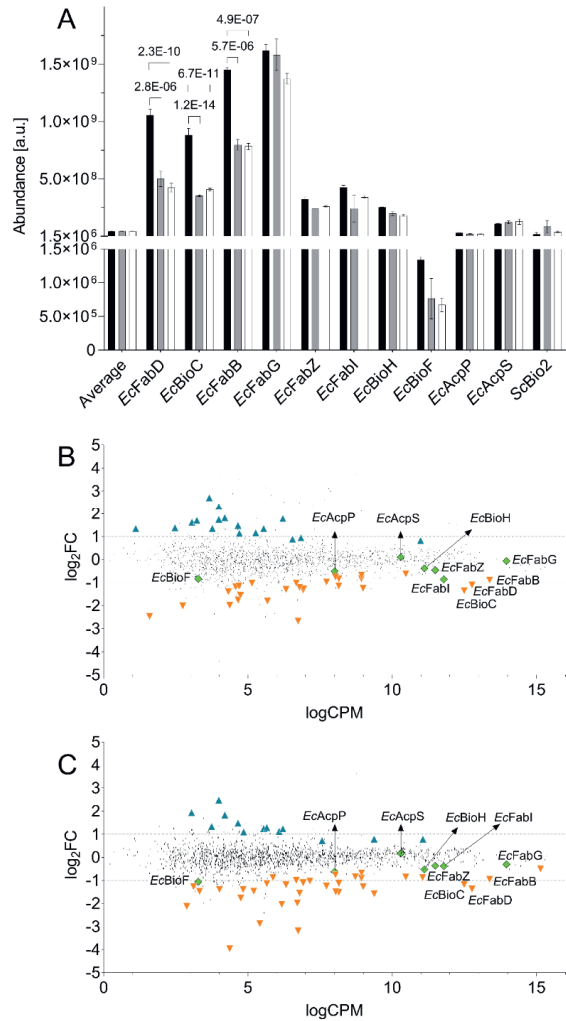 A
4.9E-07
2.3E-10
5.7E-06
2.8E-06
6.7E-11
1.2E-14
Abundance [a.u.]
1.5×10⁹
1.0×10⁹
5.0×10⁸
1.5×10⁶
1.0×10⁶
5.0×10⁵
0
Average
EcFabD
EcBioC
EcFabB
EcFabG
EcFabZ
EcFabI
EcBioH
EcBioF
EcAcpP
EcAcpS
ScBio2
B
log₂FC
5
4
3
2
1
0
-1
-2
-3
-4
-5
EcAcpP
EcAcpS
EcBioH
EcFabG
EcFabZ
EcBioF
EcFabB
EcFabI
EcFabD
EcBioC
0 5 10 15
logCPM
C
log₂FC
5
4
3
2
1
0
-1
-2
-3
-4
-5
EcAcpP
EcAcpS
EcBioH
EcFabI
EcFabG
EcBioF
EcFabZ
EcFabB
EcBioC
EcFabD
0 5 10 15
logCPM